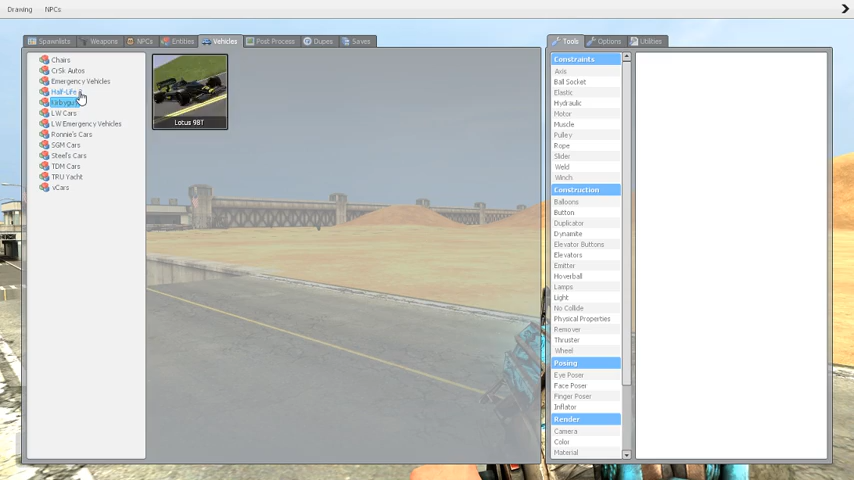 Drawing NPCs
Spawnlists Weapons NPCs Entities Vehicles Post Process Dupes Saves
Tools Options Utilities
Chairs
CrSk Autos
Emergency Vehicles
Half-Life 2
LW Cars
LW Emergency Vehicles
Ronnie's Cars
SGM Cars
Steel's Cars
TDM Cars
TRU Yacht
vCars
Lotus 98T
Constraints
Axis
Ball Socket
Elastic
Hydraulic
Motor
Muscle
Pulley
Rope
Slider
Weld
Winch
Construction
Balloons
Button
Duplicator
Dynamite
Elevator Buttons
Elevators
Emitter
Hoverball
Lamps
Light
No Collide
Physical Properties
Remover
Thruster
Wheel
Posing
Eye Poser
Face Poser
Finger Poser
Inflator
Render
Camera
Color
Material